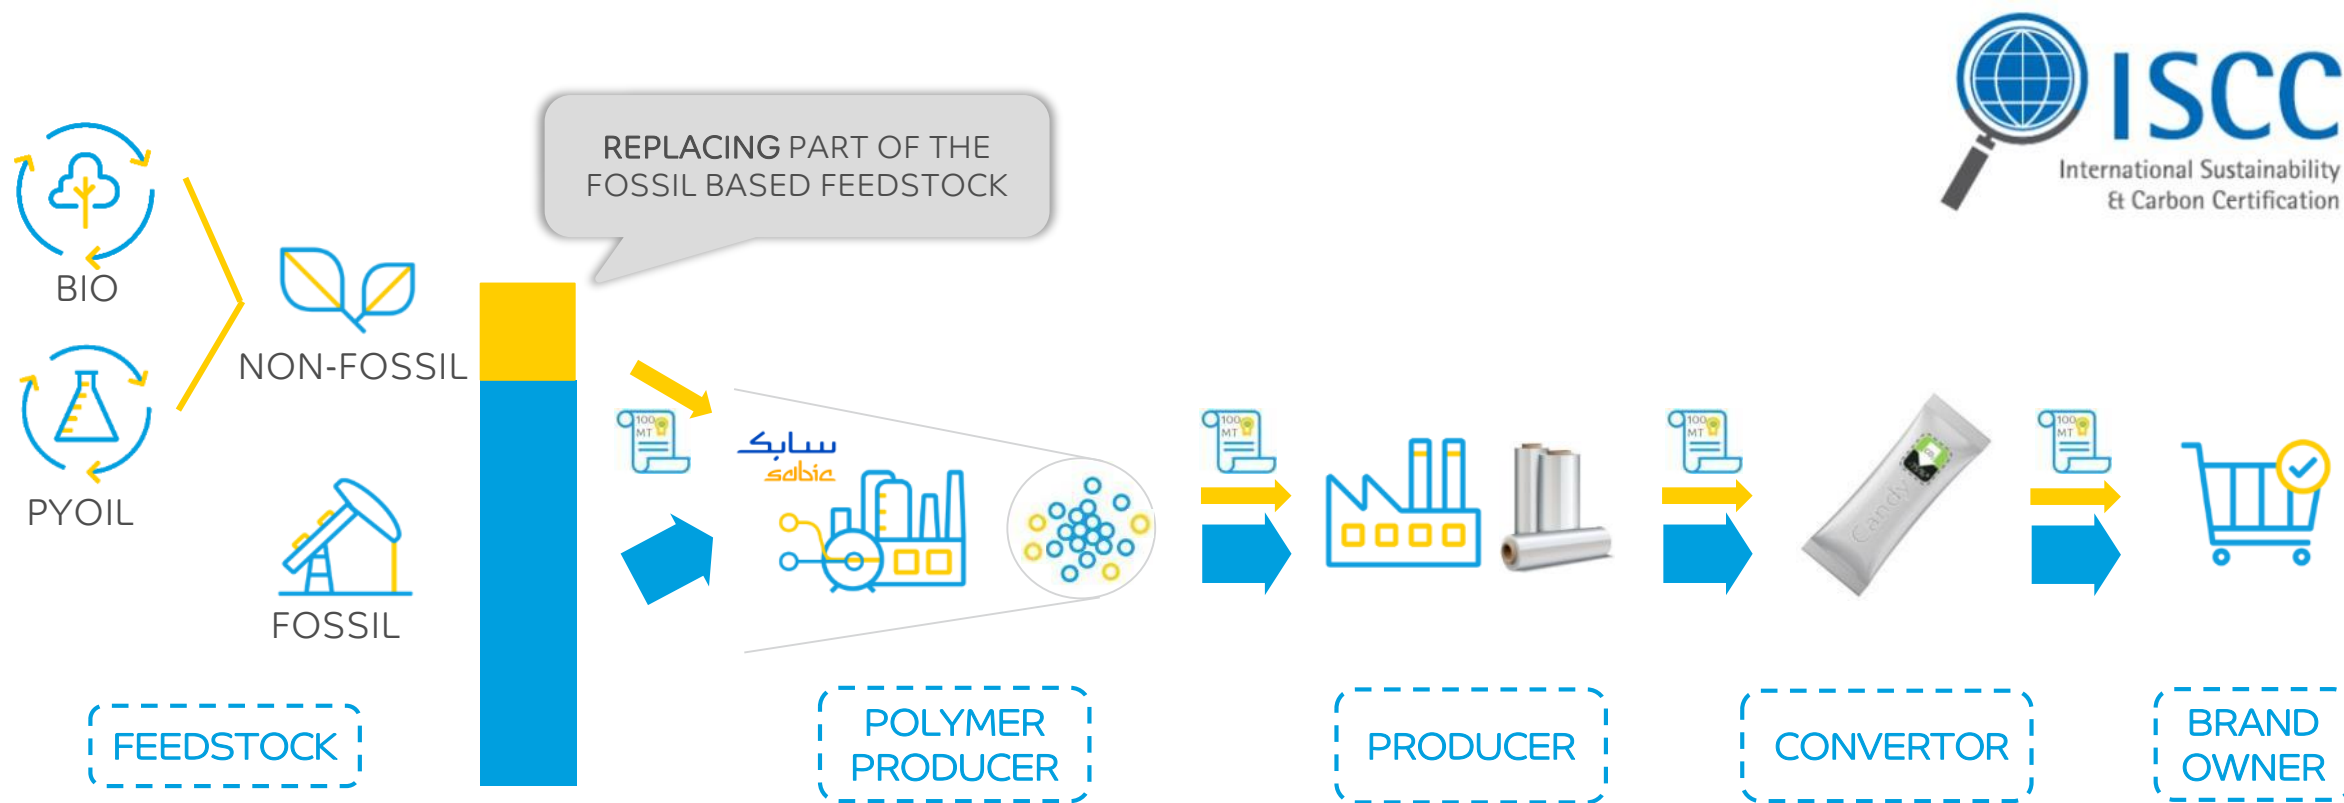 ISCC
International Sustainability
& Carbon Certification
REPLACING PART OF THE
FOSSIL BASED FEEDSTOCK
BIO
NON-FOSSIL
PYOIL
FOSSIL
100
MT
سابك
sabic
100
MT
100
MT
Candy
100
MT
FEEDSTOCK
POLYMER
PRODUCER
PRODUCER
CONVERTOR
BRAND
OWNER